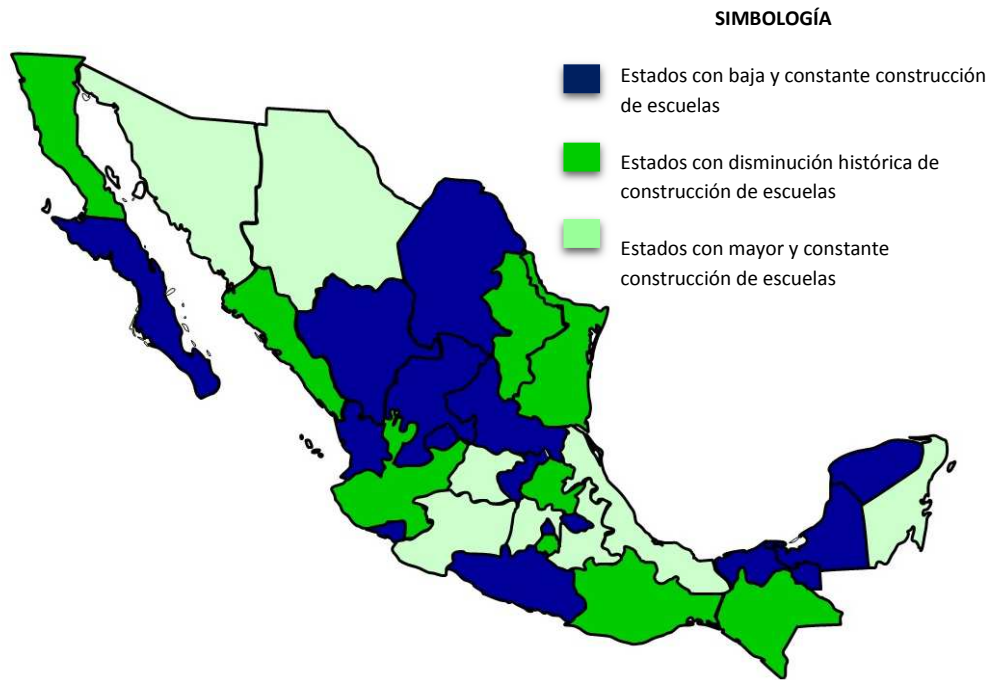 SIMBOLOGÍA
Estados con baja y constante construcción
de escuelas
Estados con disminución histórica de
construcción de escuelas
Estados con mayor y constante
construcción de escuelas